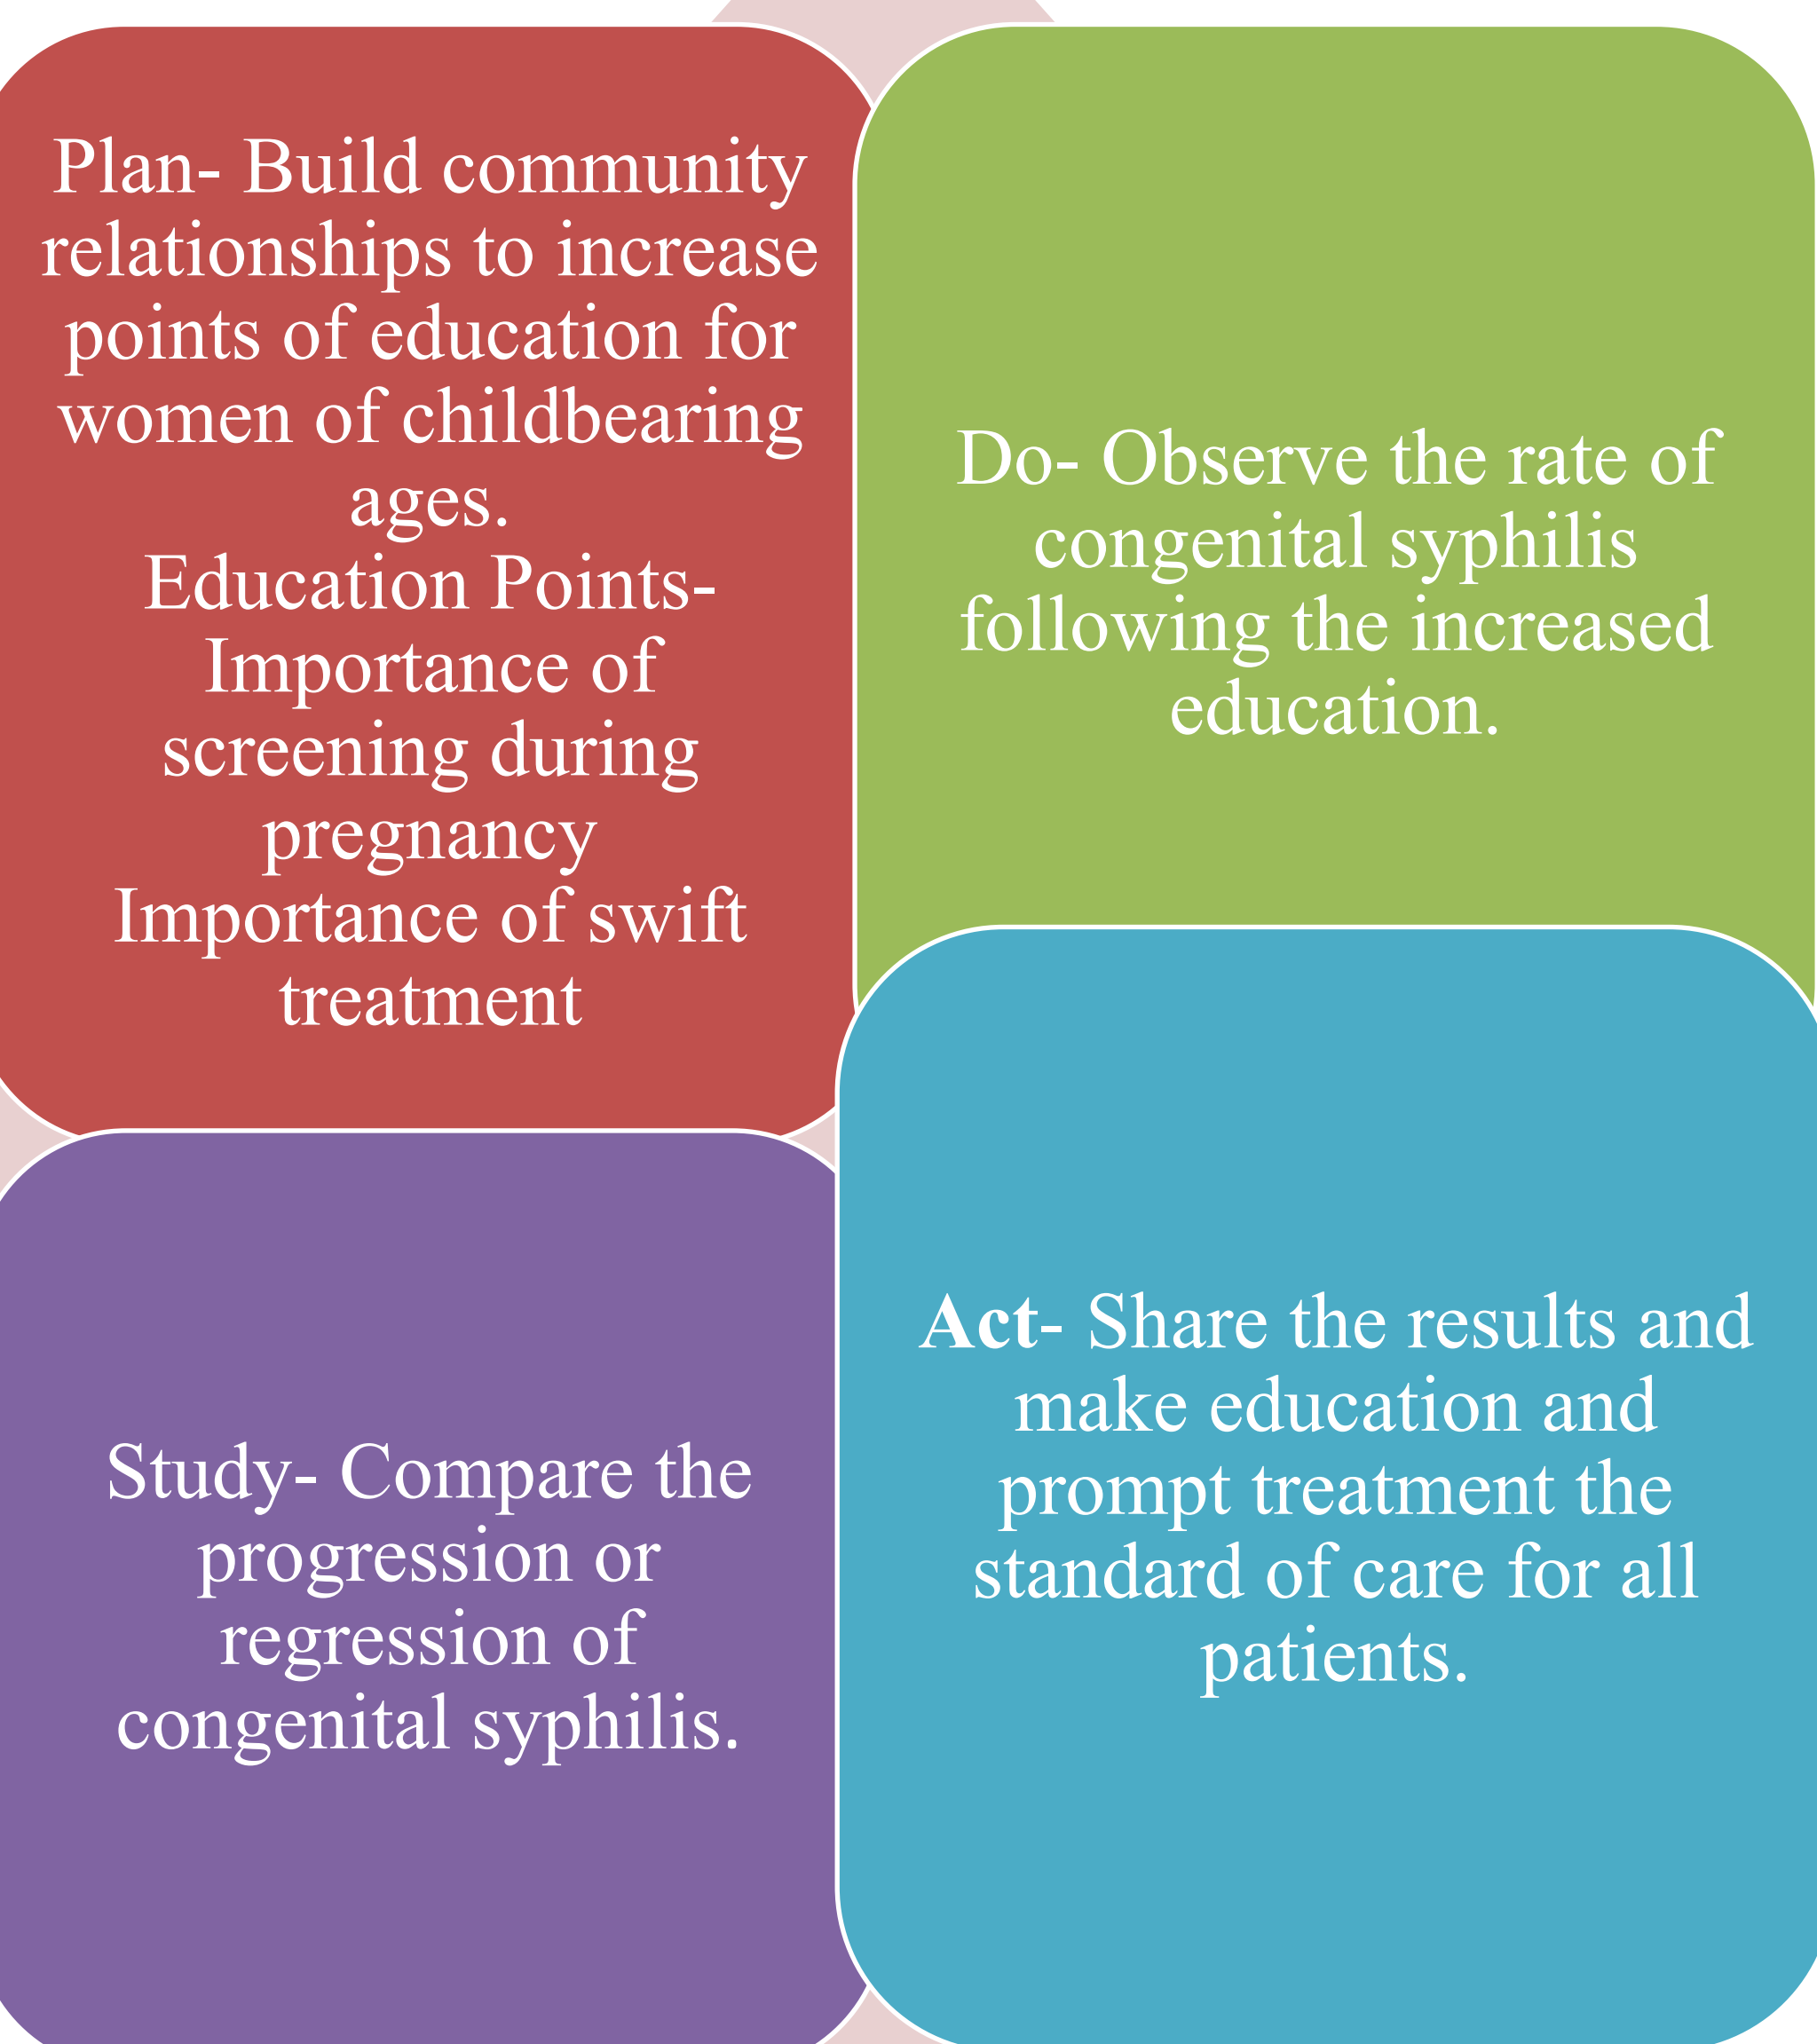 Plan- Build community
relationships to increase
points of education for
women of childbearing
ages.
Education Points-
Importance of
screening during
pregnancy
Importance of swift
treatment
Do- Observe the rate of
congenital syphilis
following the increased
education.
Study- Compare the
progression or
regression of
congenital syphilis.
Act- Share the results and
make education and
prompt treatment the
standard of care for all
patients.